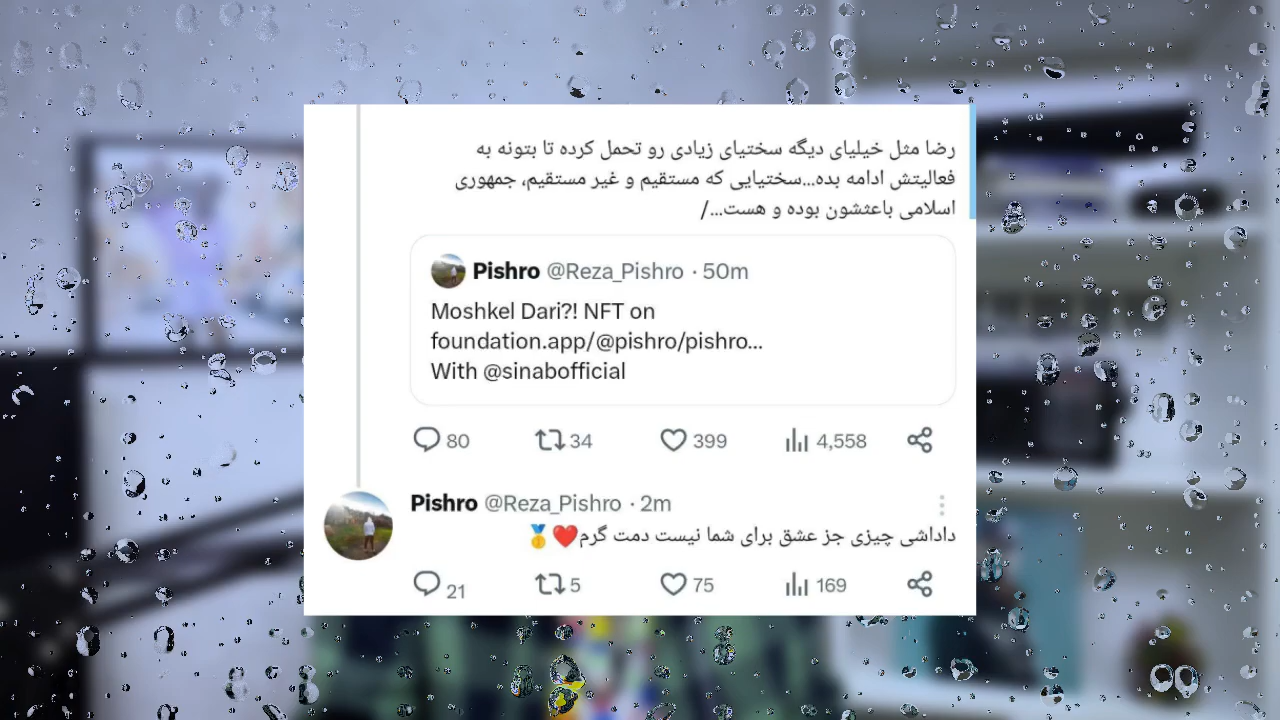 رضا مثل خیلیای دیگه سختیای زیادی رو تحمل کرده تا بتونه به
فعالیتش ادامه بده...سختیایی که مستقیم و غیر مستقیم، جمهوری
اسلامی باعثشون بوده و هست.../
Pishro @Reza_Pishro · 50m
Moshkel Dari?! NFT on
foundation.app/@pishro/pishro...
With @sinabofficial
80 34 399 4,558
Pishro @Reza_Pishro · 2m
داداشی چیزی جز عشق برای شما نیست دمت گرم❤️🥇
21 5 75 169